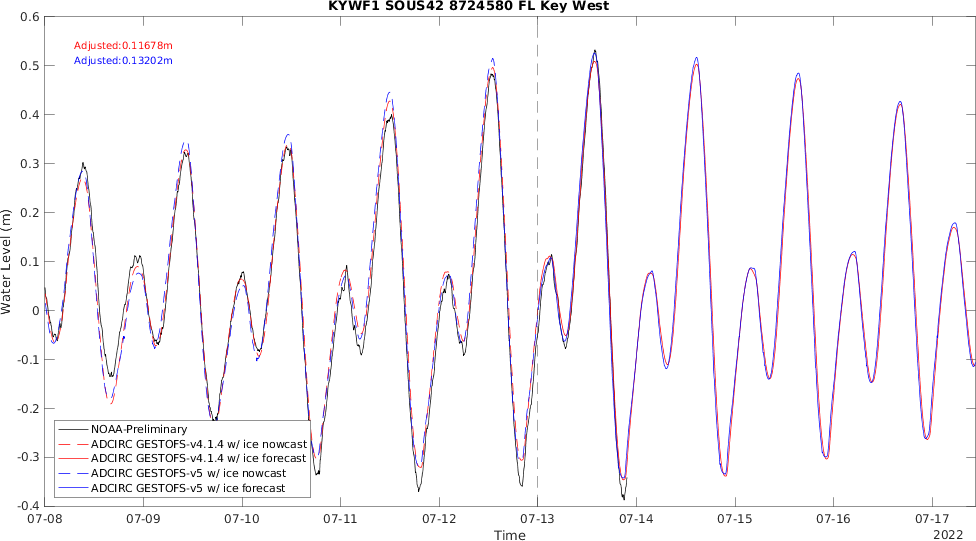 KYWF1 SOUS42 8724580 FL Key West
Adjusted:0.11678m
Adjusted:0.13202m
Water Level (m)
0.6
0.5
0.4
0.3
0.2
0.1
0
-0.1
-0.2
-0.3
-0.4
NOAA-Preliminary
ADCIRC GESTOFS-v4.1.4 w/ ice nowcast
ADCIRC GESTOFS-v4.1.4 w/ ice forecast
ADCIRC GESTOFS-v5 w/ ice nowcast
ADCIRC GESTOFS-v5 w/ ice forecast
07-08 07-09 07-10 07-11 07-12 07-13 07-14 07-15 07-16 07-17
Time
2022